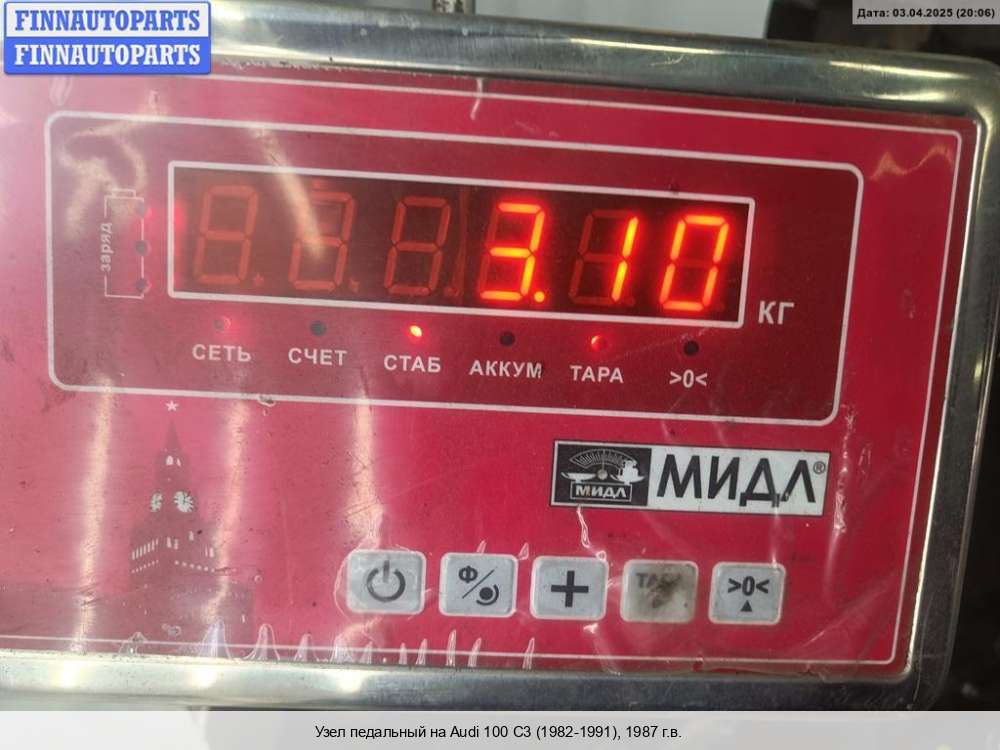 FINNAUTOPARTS
FINNAUTOPARTS
Дата: 03.04.2025 (20:06)
заряд
3.10
КГ
СЕТЬ СЧЕТ СТАБ АККУМ ТАРА >0<
МИДЛ
МИДЛ®
Ф
>0<
Узел педальный на Audi 100 C3 (1982-1991), 1987 г.в.